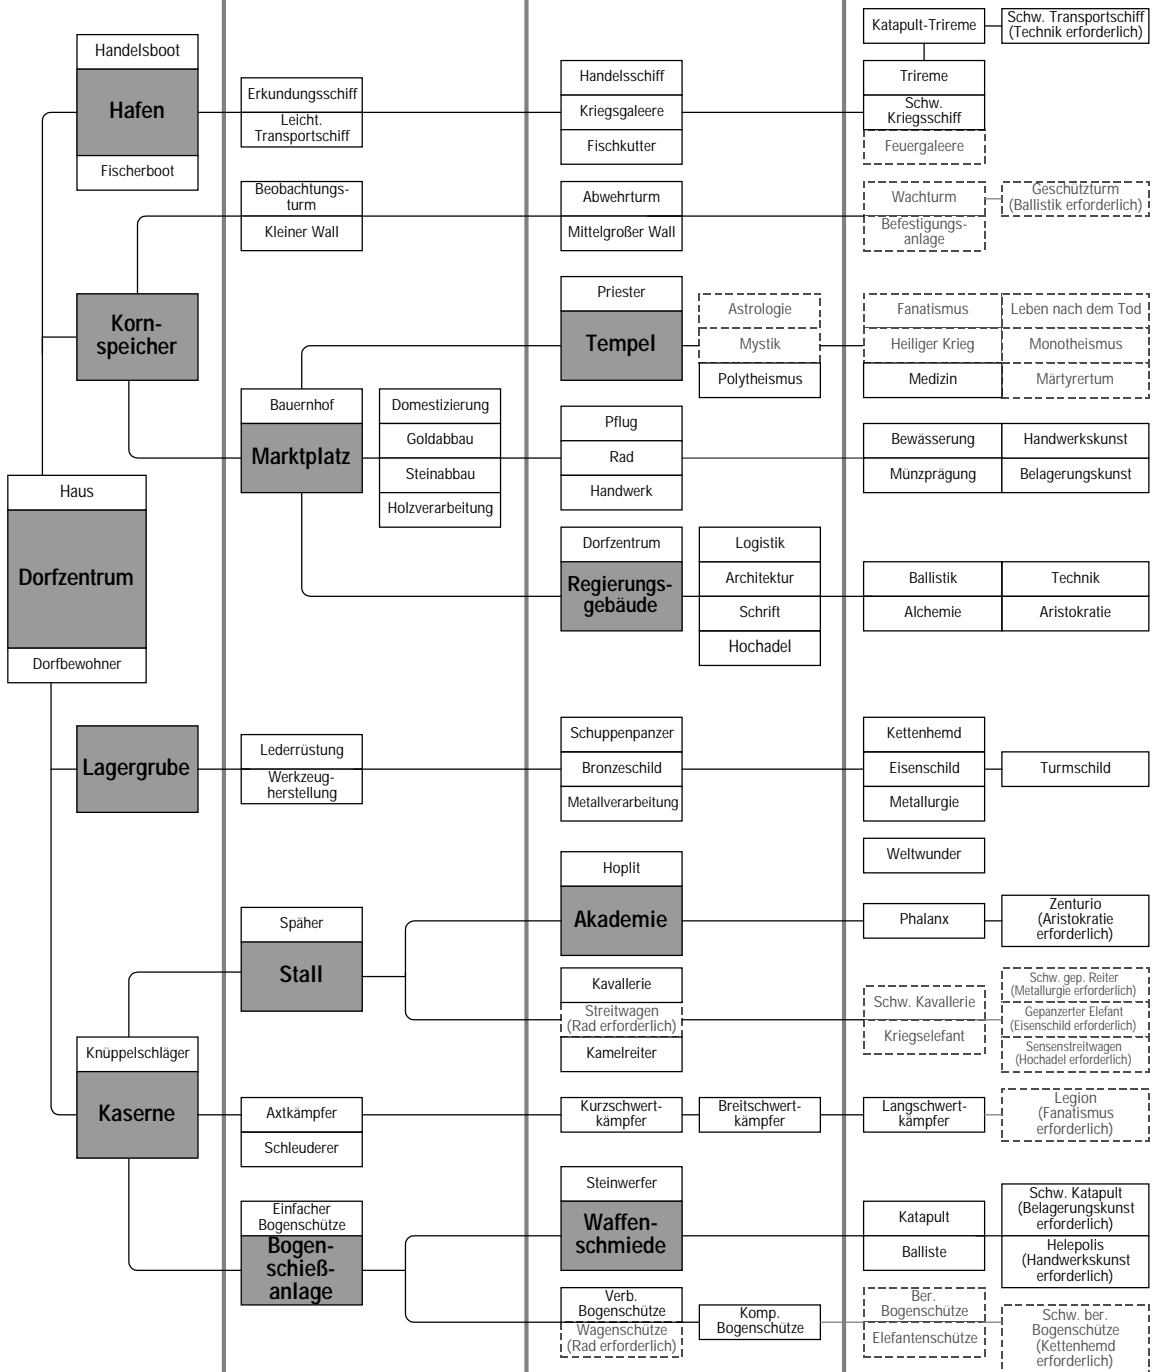 Katapult-Trireme
Schw. Transportschiff
(Technik erforderlich)
Handelsboot
Hafen
Fischerboot
Erkundungsschiff
Leicht.
Transportschiff
Handelsschiff
Kriegsgaleere
Fischkutter
Trireme
Schw.
Kriegsschiff
Feuergaleere
Beobachtungs-
turm
Kleiner Wall
Abwehrturm
Mittelgroßer Wall
Wachturm
Befestigungs-
anlage
Geschützturm
(Ballistik erforderlich)
Korn-
speicher
Priester
Tempel
Astrologie
Mystik
Polytheismus
Fanatismus
Heiliger Krieg
Medizin
Leben nach dem Tod
Monotheismus
Märtyrertum
Bauernhof
Marktplatz
Domestizierung
Goldabbau
Steinabbau
Holzverarbeitung
Pflug
Rad
Handwerk
Bewässerung
Münzprägung
Handwerkskunst
Belagerungskunst
Haus
Dorfzentrum
Dorfbewohner
Dorfzentrum
Regierungs-
gebäude
Logistik
Architektur
Schrift
Hochadel
Ballistik
Alchemie
Technik
Aristokratie
Lagergrube
Lederrüstung
Werkzeug-
herstellung
Schuppenpanzer
Bronzeschild
Metallverarbeitung
Kettenhemd
Eisenschild
Metallurgie
Turmschild
Weltwunder
Hoplit
Akademie
Phalanx
Zenturio
(Aristokratie
erforderlich)
Späher
Stall
Kavallerie
Streitwagen
(Rad erforderlich)
Kamelreiter
Schw. Kavallerie
Kriegselefant
Schw. gep. Reiter
(Metallurgie erforderlich)
Gepanzerter Elefant
(Eisenschild erforderlich)
Sensenstreitwagen
(Hochadel erforderlich)
Knüppelschläger
Kaserne
Axtkämpfer
Schleuderer
Kurzschwert-
kämpfer
Breitschwert-
kämpfer
Langschwert-
kämpfer
Legion
(Fanatismus
erforderlich)
Einfacher
Bogenschütze
Bogen-
schieß-
anlage
Steinwerfer
Waffen-
schmiede
Katapult
Balliste
Schw. Katapult
(Belagerungskunst
erforderlich)
Helepolis
(Handwerkskunst
erforderlich)
Verb.
Bogenschütze
Wagenschütze
(Rad erforderlich)
Komp.
Bogenschütze
Ber.
Bogenschütze
Elefantenschütze
Schw. ber.
Bogenschütze
(Kettenhemd
erforderlich)